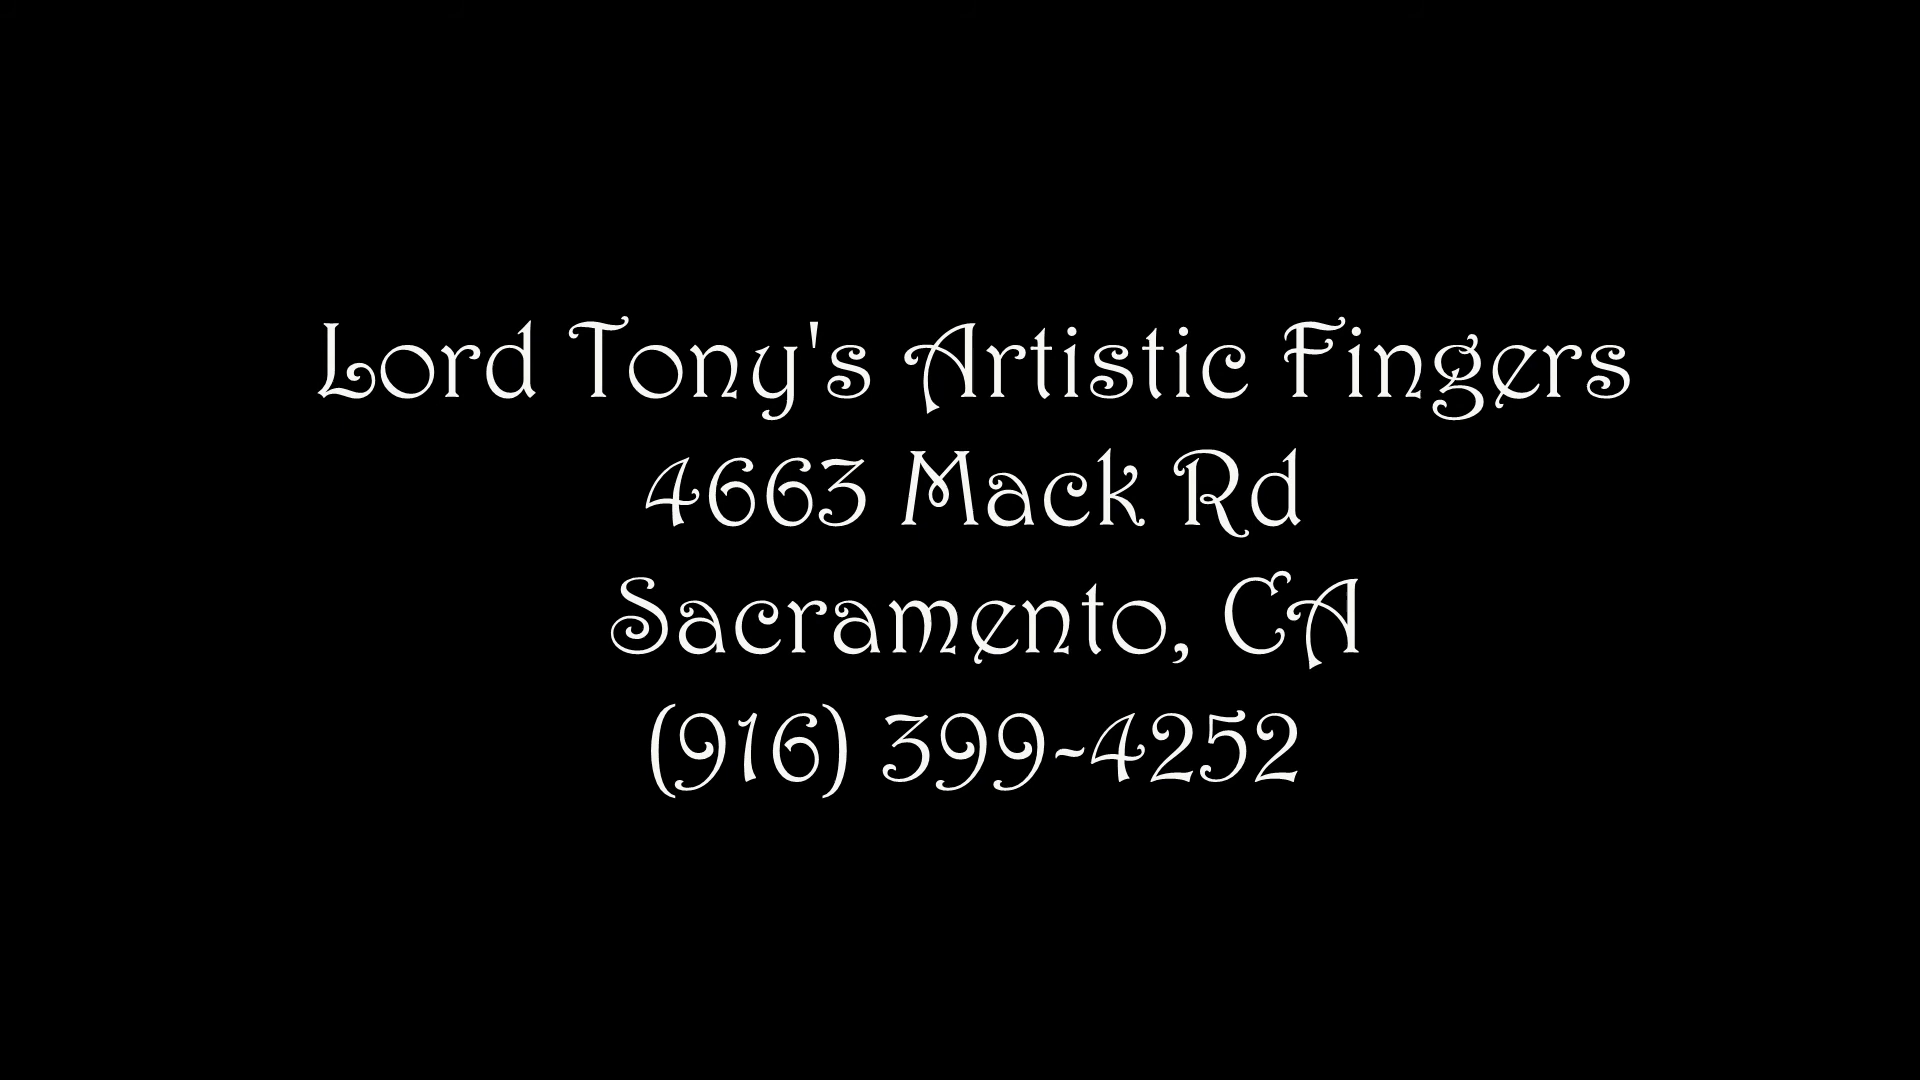 Lord Tony's Artistic Fingers
4663 Mack Rd
Sacramento, CA
(916) 399-4252